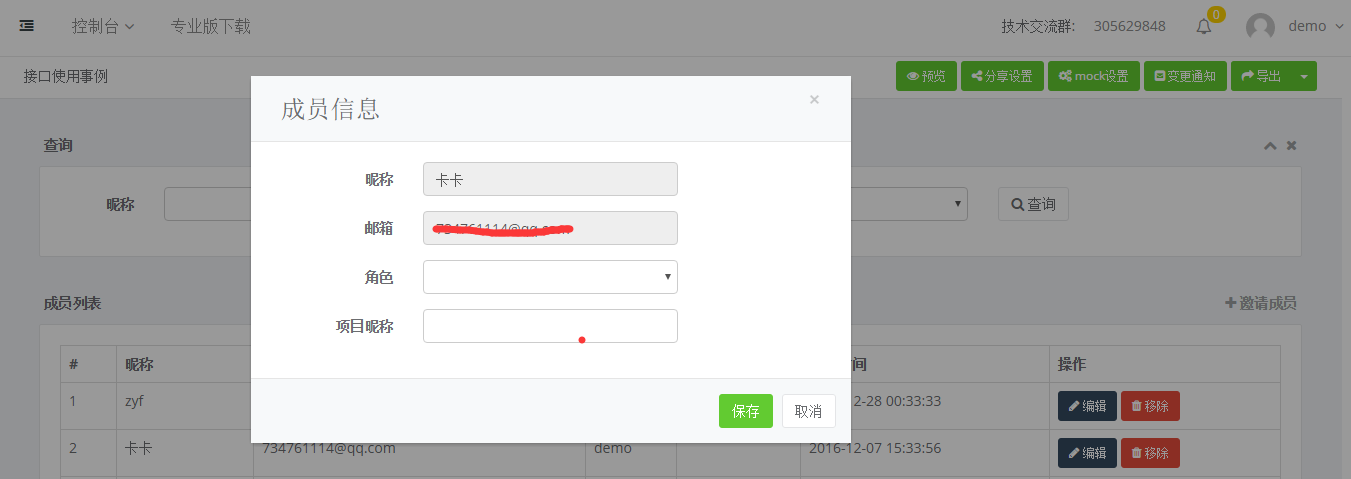 控制台 专业版下载 技术交流群: 305629848 0 demo
接口使用事例 预览 分享设置 mock设置 变更通知 导出
成员信息 ×
查询
昵称 卡卡
昵称 查询
邮箱
角色
成员列表 邀请成员
项目昵称
# 昵称 间 操作
1 zyf 2-28 00:33:33 编辑 移除
保存 取消
2 卡卡 734761114@qq.com demo 2016-12-07 15:33:56 编辑 移除